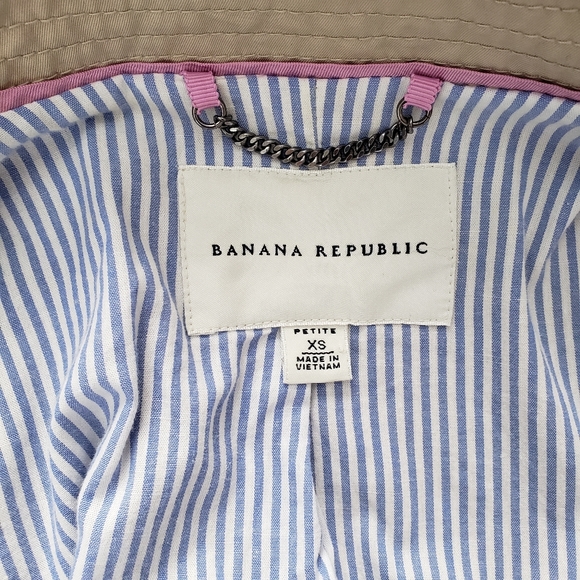 BANANA REPUBLIC
PETITE
XS
MADE IN
VIETNAM